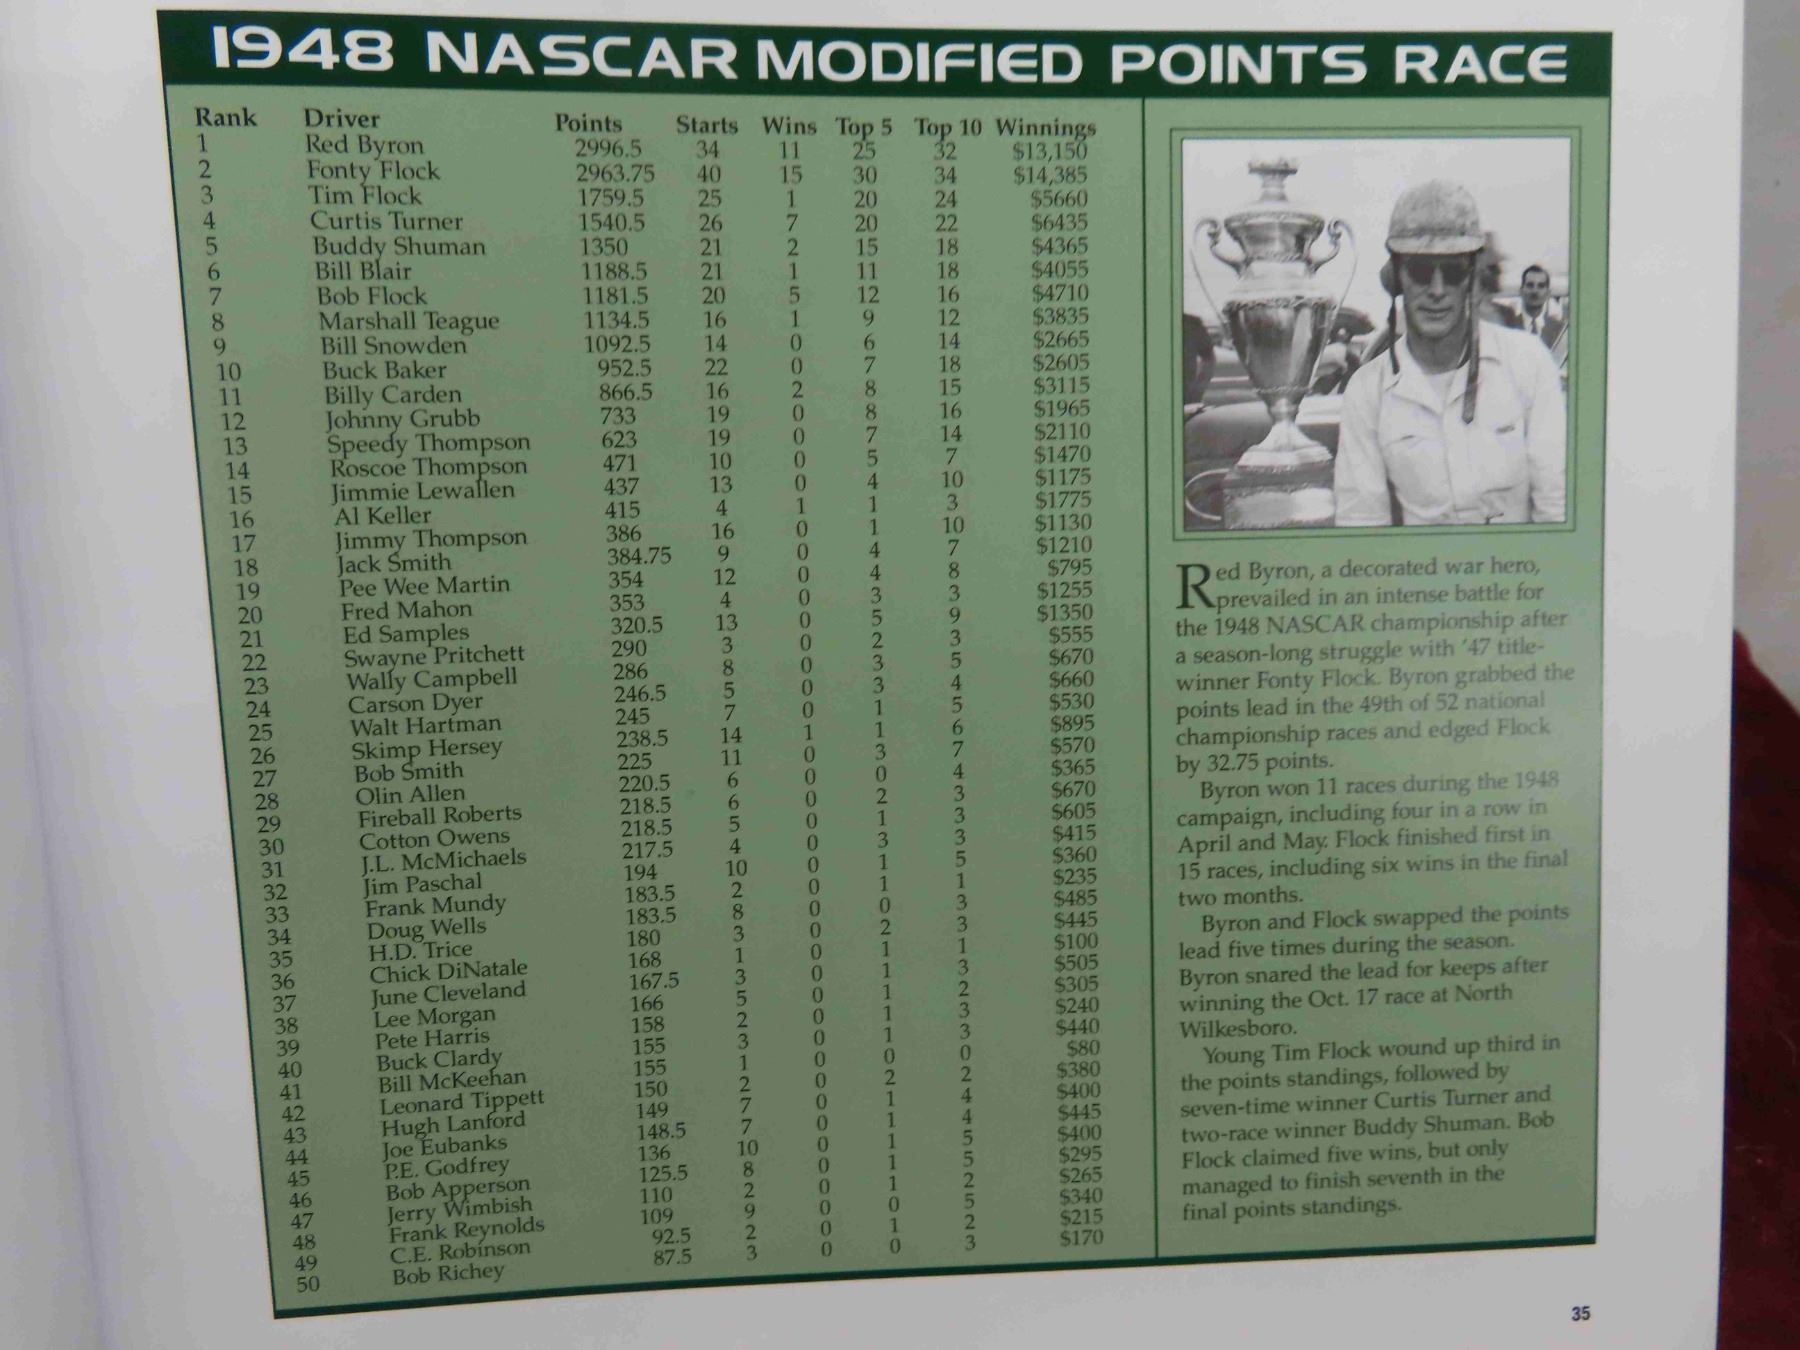 1948 NASCAR MODIFIED POINTS RACE
Rank Driver Points Starts Wins Top 5 Top 10 Winnings
1 Red Byron 2996.5 34 11 25 32 $13,150
2 Fonty Flock 2963.75 40 15 30 34 $14,385
3 Tim Flock 1759.5 25 1 20 24 $5660
4 Curtis Turner 1540.5 26 7 20 22 $6435
5 Buddy Shuman 1350 21 2 15 18 $4365
6 Bill Blair 1188.5 21 1 11 18 $4055
7 Bob Flock 1181.5 20 5 12 16 $4710
8 Marshall Teague 1134.5 16 1 9 12 $3835
9 Bill Snowden 1092.5 14 0 6 14 $2665
10 Buck Baker 952.5 22 0 7 18 $2605
11 Billy Carden 866.5 16 2 8 15 $3115
12 Johnny Grubb 733 19 0 8 16 $1965
13 Speedy Thompson 623 19 0 7 14 $2110
14 Roscoe Thompson 471 10 0 5 7 $1470
15 Jimmie Lewallen 437 13 0 4 10 $1175
16 Al Keller 415 4 1 1 3 $1775
17 Jimmy Thompson 386 16 0 1 10 $1130
18 Jack Smith 384.75 9 0 4 7 $1210
19 Pee Wee Martin 354 12 0 4 8 $795
20 Fred Mahon 353 4 0 3 3 $1255
21 Ed Samples 320.5 13 0 5 9 $1350
22 Swayne Pritchett 290 3 0 2 3 $555
23 Wally Campbell 286 8 0 3 5 $670
24 Carson Dyer 246.5 5 0 3 4 $660
25 Walt Hartman 245 7 0 1 5 $530
26 Skimp Hersey 238.5 14 1 1 6 $895
27 Bob Smith 225 11 0 3 7 $570
28 Olin Allen 220.5 6 0 0 4 $365
29 Fireball Roberts 218.5 6 0 2 3 $670
30 Cotton Owens 218.5 5 0 1 3 $605
31 J.L. McMichaels 217.5 4 0 3 3 $415
32 Jim Paschal 194 10 0 1 5 $360
33 Frank Mundy 183.5 2 0 1 1 $235
34 Doug Wells 183.5 8 0 0 3 $485
35 H.D. Trice 180 3 0 2 3 $445
36 Chick DiNatale 168 1 0 1 1 $100
37 June Cleveland 167.5 3 0 1 3 $505
38 Lee Morgan 166 5 0 1 2 $305
39 Pete Harris 158 2 0 1 3 $240
40 Buck Clardy 155 3 0 1 3 $440
41 Bill McKeehan 155 1 0 0 0 $80
42 Leonard Tippett 150 2 0 2 2 $380
43 Hugh Lanford 149 7 0 1 4 $400
44 Joe Eubanks 148.5 7 0 1 4 $445
45 P.E. Godfrey 136 10 0 1 5 $400
46 Bob Apperson 125.5 8 0 1 5 $295
47 Jerry Wimbish 110 2 0 1 2 $265
48 Frank Reynolds 109 9 0 0 5 $340
49 C.E. Robinson 92.5 2 0 1 2 $215
50 Bob Richey 87.5 3 0 0 3 $170
Red Byron, a decorated war hero,
prevailed in an intense battle for
the 1948 NASCAR championship after
a season-long struggle with '47 title-
winner Fonty Flock. Byron grabbed the
points lead in the 49th of 52 national
championship races and edged Flock
by 32.75 points.
Byron won 11 races during the 1948
campaign, including four in a row in
April and May. Flock finished first in
15 races, including six wins in the final
two months.
Byron and Flock swapped the points
lead five times during the season.
Byron snared the lead for keeps after
winning the Oct. 17 race at North
Wilkesboro.
Young Tim Flock wound up third in
the points standings, followed by
seven-time winner Curtis Turner and
two-race winner Buddy Shuman. Bob
Flock claimed five wins, but only
managed to finish seventh in the
final points standings.
35